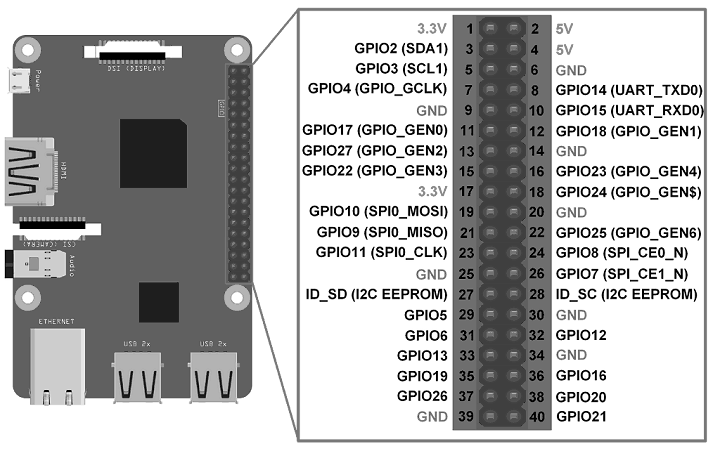 DSI (DISPLAY)
Power
GPIO
HDMI
CSI (CAMERA)
Audio
ETHERNET
USB 2x
USB 2x
3.3V 1 2 5V
GPIO2 (SDA1) 3 4 5V
GPIO3 (SCL1) 5 6 GND
GPIO4 (GPIO_GCLK) 7 8 GPIO14 (UART_TXD0)
GND 9 10 GPIO15 (UART_RXD0)
GPIO17 (GPIO_GEN0) 11 12 GPIO18 (GPIO_GEN1)
GPIO27 (GPIO_GEN2) 13 14 GND
GPIO22 (GPIO_GEN3) 15 16 GPIO23 (GPIO_GEN4)
3.3V 17 18 GPIO24 (GPIO_GEN$)
GPIO10 (SPI0_MOSI) 19 20 GND
GPIO9 (SPI0_MISO) 21 22 GPIO25 (GPIO_GEN6)
GPIO11 (SPI0_CLK) 23 24 GPIO8 (SPI_CE0_N)
GND 25 26 GPIO7 (SPI_CE1_N)
ID_SD (I2C EEPROM) 27 28 ID_SC (I2C EEPROM)
GPIO5 29 30 GND
GPIO6 31 32 GPIO12
GPIO13 33 34 GND
GPIO19 35 36 GPIO16
GPIO26 37 38 GPIO20
GND 39 40 GPIO21